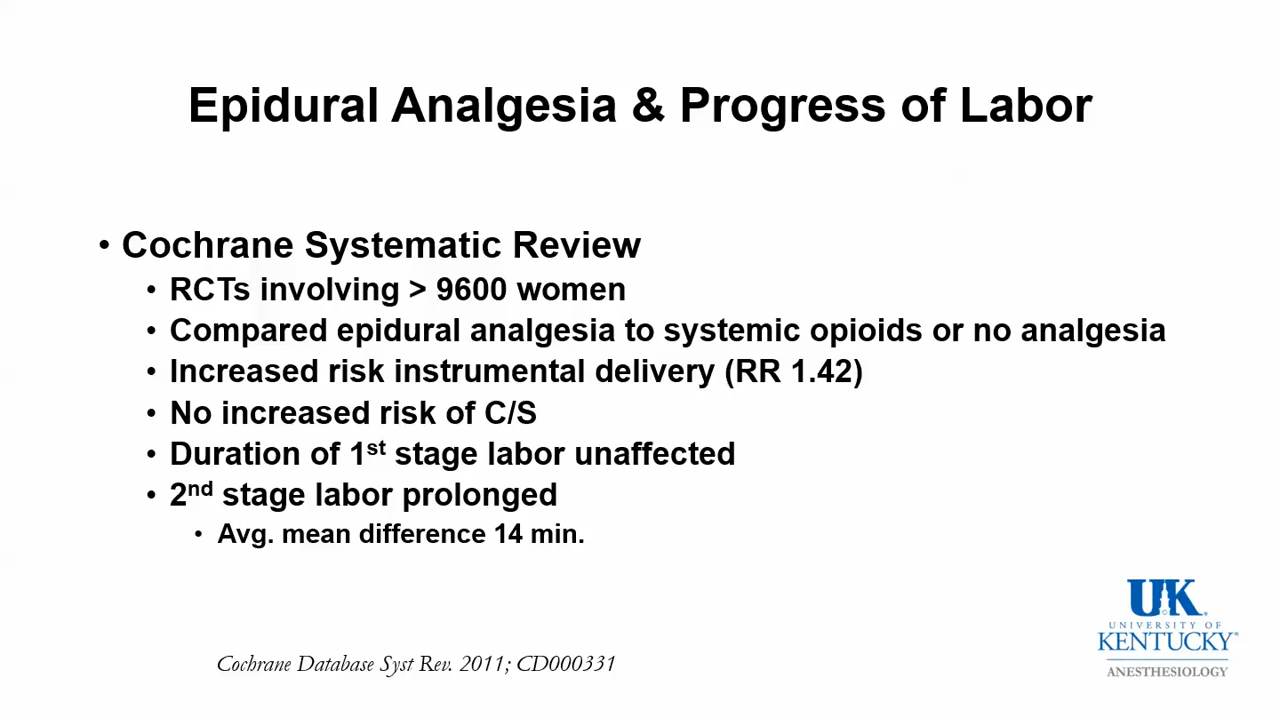 Epidural Analgesia & Progress of Labor
• Cochrane Systematic Review
• RCTs involving > 9600 women
• Compared epidural analgesia to systemic opioids or no analgesia
• Increased risk instrumental delivery (RR 1.42)
• No increased risk of C/S
• Duration of 1st stage labor unaffected
• 2nd stage labor prolonged
• Avg. mean difference 14 min.
Cochrane Database Syst Rev. 2011; CD000331
UK
UNIVERSITY OF
KENTUCKY®
ANESTHESIOLOGY